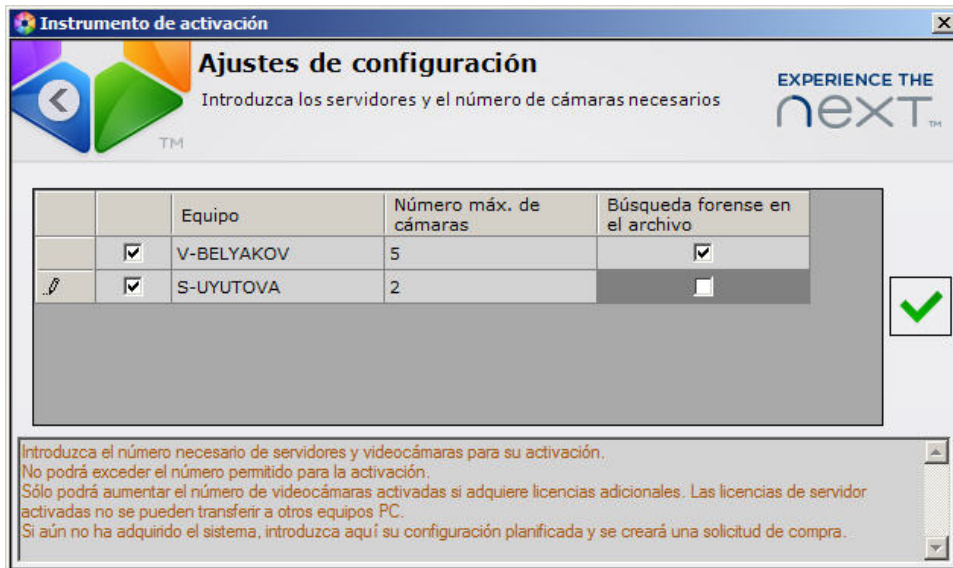 Instrumento de activación
Ajustes de configuración
Introduzca los servidores y el número de cámaras necesarios
EXPERIENCE THE
next™
TM
Equipo
Número máx. de cámaras
Búsqueda forense en el archivo
V-BELYAKOV
5
S-UYUTOVA
2
Introduzca el número necesario de servidores y videocámaras para su activación.
No podrá exceder el número permitido para la activación.
Sólo podrá aumentar el número de videocámaras activadas si adquiere licencias adicionales. Las licencias de servidor
activadas no se pueden transferir a otros equipos PC.
Si aún no ha adquirido el sistema, introduzca aquí su configuración planificada y se creará una solicitud de compra.